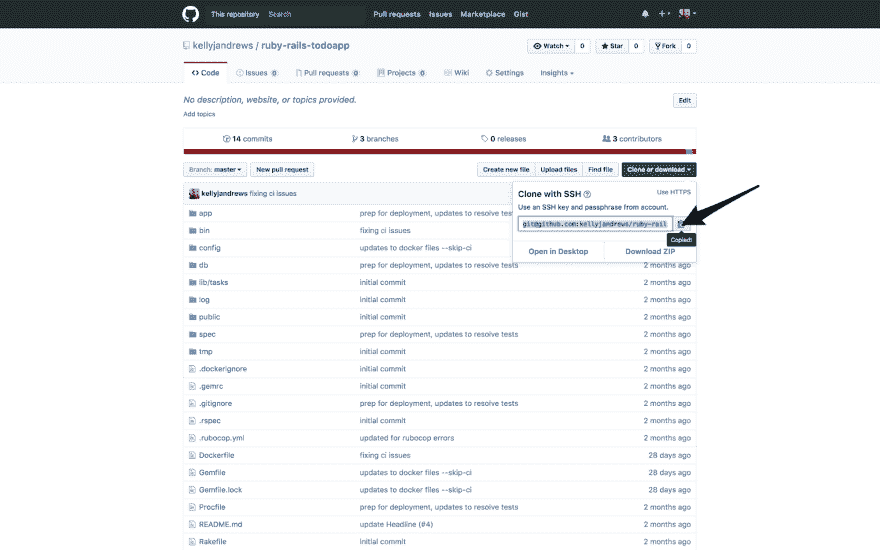 This repository Search Pull requests Issues Marketplace Gist
kellyjandrews / ruby-rails-todoapp
Watch 0 Star 0 Fork 0
Code Issues 0 Pull requests 0 Projects 0 Wiki Settings Insights
No description, website, or topics provided. Edit
Add topics
14 commits 3 branches 0 releases 3 contributors
Branch: master New pull request Create new file Upload files Find file Clone or download
kellyjandrews fixing ci issues
Clone with SSH Use HTTPS
Use an SSH key and passphrase from account.
git@github.com:kellyjandrews/ruby-rail
Copied!
Open in Desktop Download ZIP
app prep for deployment, updates to resolve tests
bin fixing ci issues
config updates to docker files --skip-ci
db prep for deployment, updates to resolve tests 2 months ago
lib/tasks initial commit 2 months ago
log initial commit 2 months ago
public initial commit 2 months ago
spec prep for deployment, updates to resolve tests 2 months ago
tmp initial commit 2 months ago
.dockerignore initial commit 2 months ago
.gemrc initial commit 2 months ago
.gitignore prep for deployment, updates to resolve tests 2 months ago
.rspec initial commit 2 months ago
.rubocop.yml updated for rubocop errors 2 months ago
Dockerfile fixing ci issues 28 days ago
Gemfile updates to docker files --skip-ci 28 days ago
Gemfile.lock updates to docker files --skip-ci 28 days ago
Procfile prep for deployment, updates to resolve tests 2 months ago
README.md update Headline (#4) 2 months ago
Rakefile initial commit 2 months ago